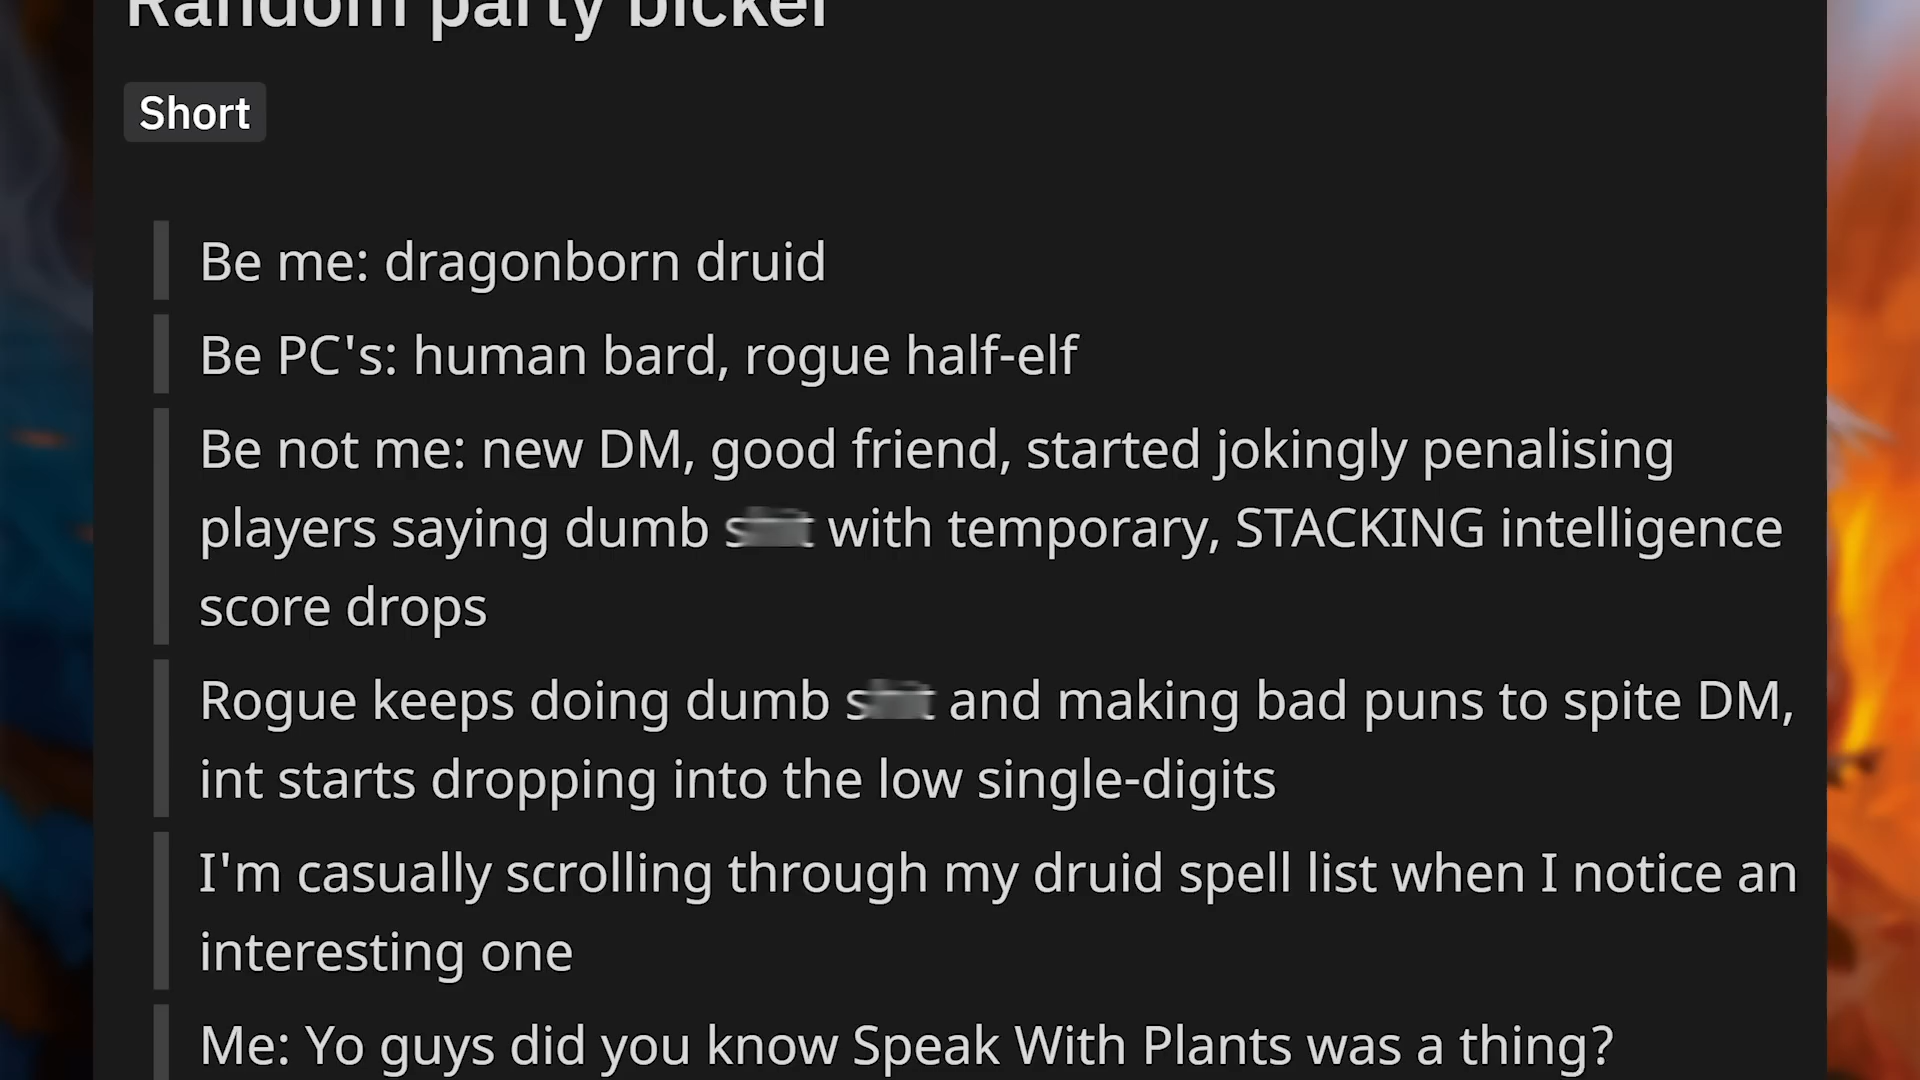 Random party bicker
Short
Be me: dragonborn druid
Be PC's: human bard, rogue half-elf
Be not me: new DM, good friend, started jokingly penalising
players saying dumb with temporary, STACKING intelligence
score drops
Rogue keeps doing dumb and making bad puns to spite DM,
int starts dropping into the low single-digits
I'm casually scrolling through my druid spell list when I notice an
interesting one
Me: Yo guys did you know Speak With Plants was a thing?